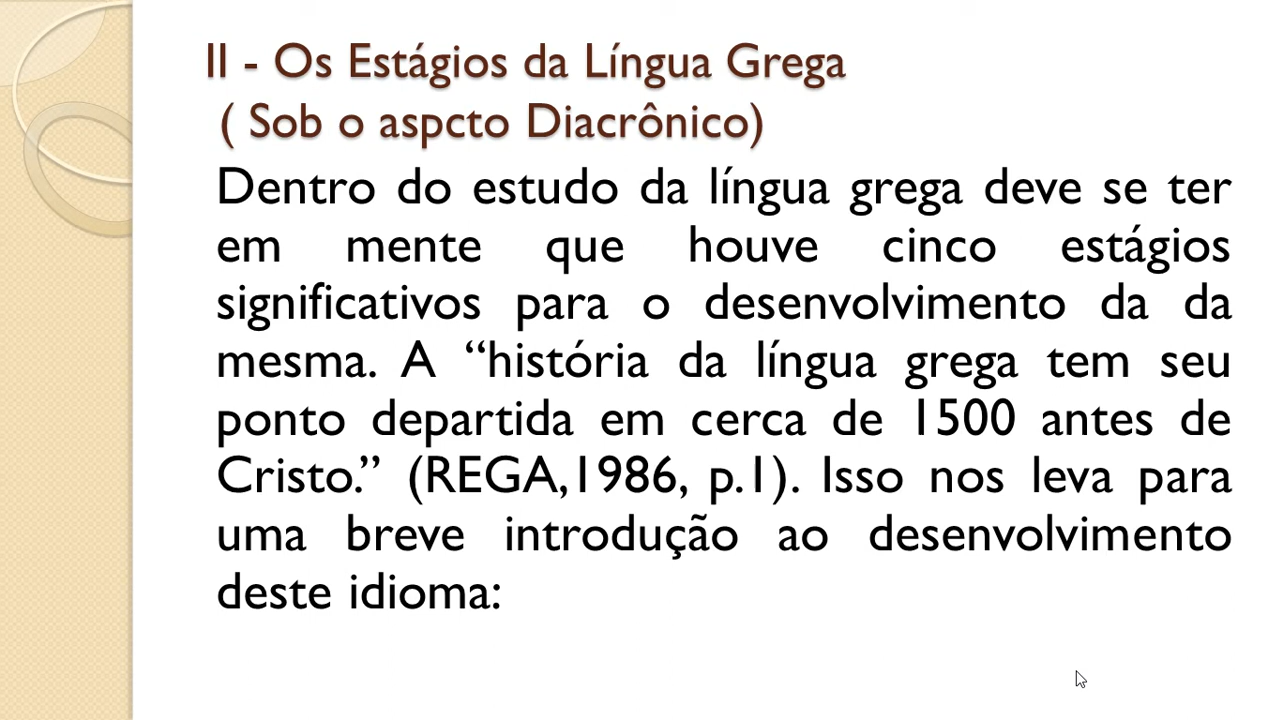 II - Os Estágios da Língua Grega
( Sob o aspcto Diacrônico)
Dentro do estudo da língua grega deve se ter
em mente que houve cinco estágios
significativos para o desenvolvimento da da
mesma. A “história da língua grega tem seu
ponto departida em cerca de 1500 antes de
Cristo.” (REGA,1986, p.1). Isso nos leva para
uma breve introdução ao desenvolvimento
deste idioma: